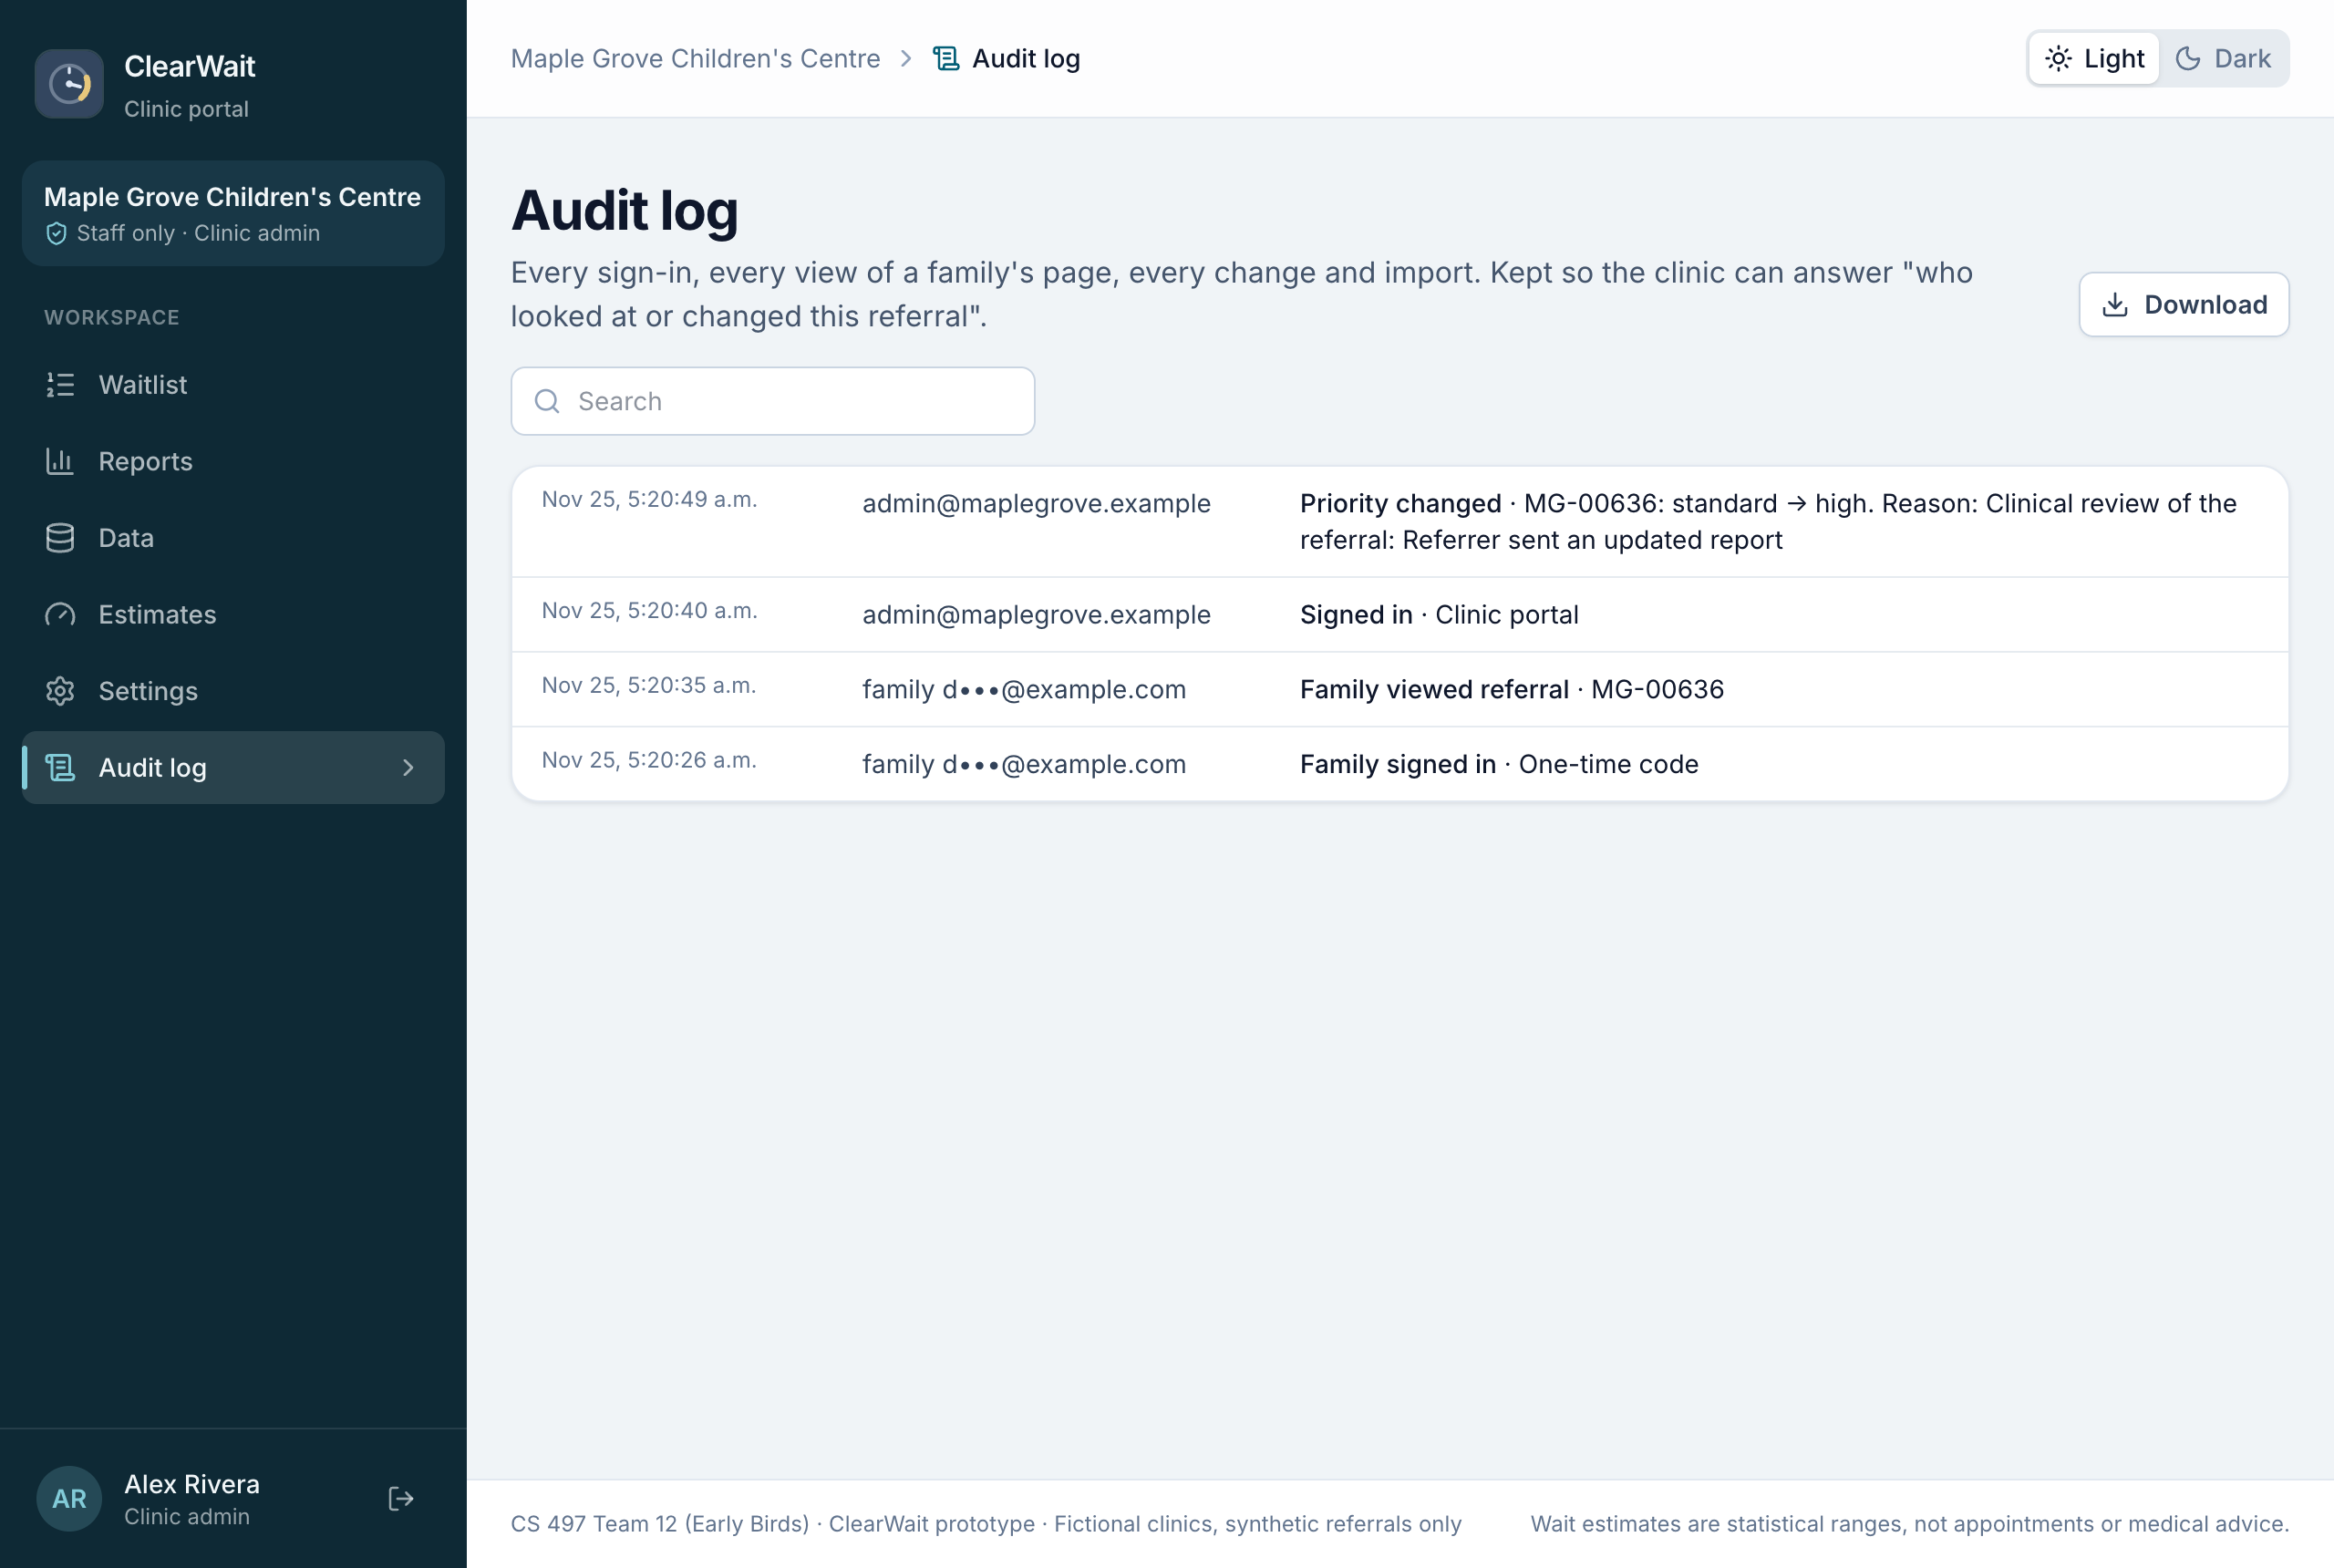 ClearWait
Clinic portal
Maple Grove Children's Centre
Staff only · Clinic admin
WORKSPACE
Waitlist
Reports
Data
Estimates
Settings
Audit log
AR
Alex Rivera
Clinic admin
Maple Grove Children's Centre > Audit log
Light Dark
Audit log
Every sign-in, every view of a family's page, every change and import. Kept so the clinic can answer "who
looked at or changed this referral".
Download
Search
Nov 25, 5:20:49 a.m. admin@maplegrove.example Priority changed · MG-00636: standard → high. Reason: Clinical review of the
referral: Referrer sent an updated report
Nov 25, 5:20:40 a.m. admin@maplegrove.example Signed in · Clinic portal
Nov 25, 5:20:35 a.m. family d•••@example.com Family viewed referral · MG-00636
Nov 25, 5:20:26 a.m. family d•••@example.com Family signed in · One-time code
CS 497 Team 12 (Early Birds) · ClearWait prototype · Fictional clinics, synthetic referrals only
Wait estimates are statistical ranges, not appointments or medical advice.